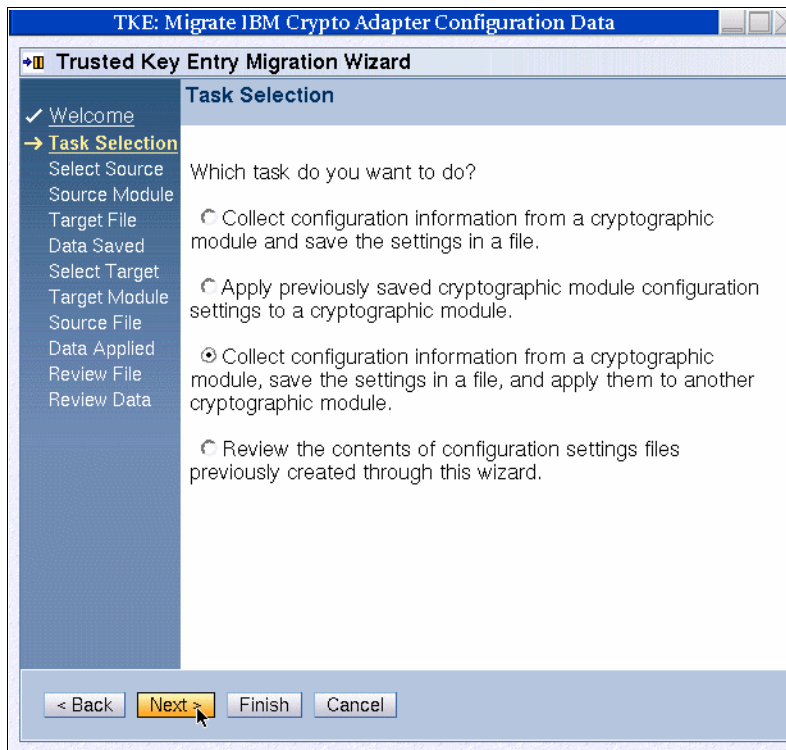 TKE: Migrate IBM Crypto Adapter Configuration Data
Trusted Key Entry Migration Wizard
Welcome
Task Selection
Select Source
Source Module
Target File
Data Saved
Select Target
Target Module
Source File
Data Applied
Review File
Review Data
Task Selection
Which task do you want to do?
Collect configuration information from a cryptographic
module and save the settings in a file.
Apply previously saved cryptographic module configuration
settings to a cryptographic module.
Collect configuration information from a cryptographic
module, save the settings in a file, and apply them to another
cryptographic module.
Review the contents of configuration settings files
previously created through this wizard.
< Back
Next >
Finish
Cancel